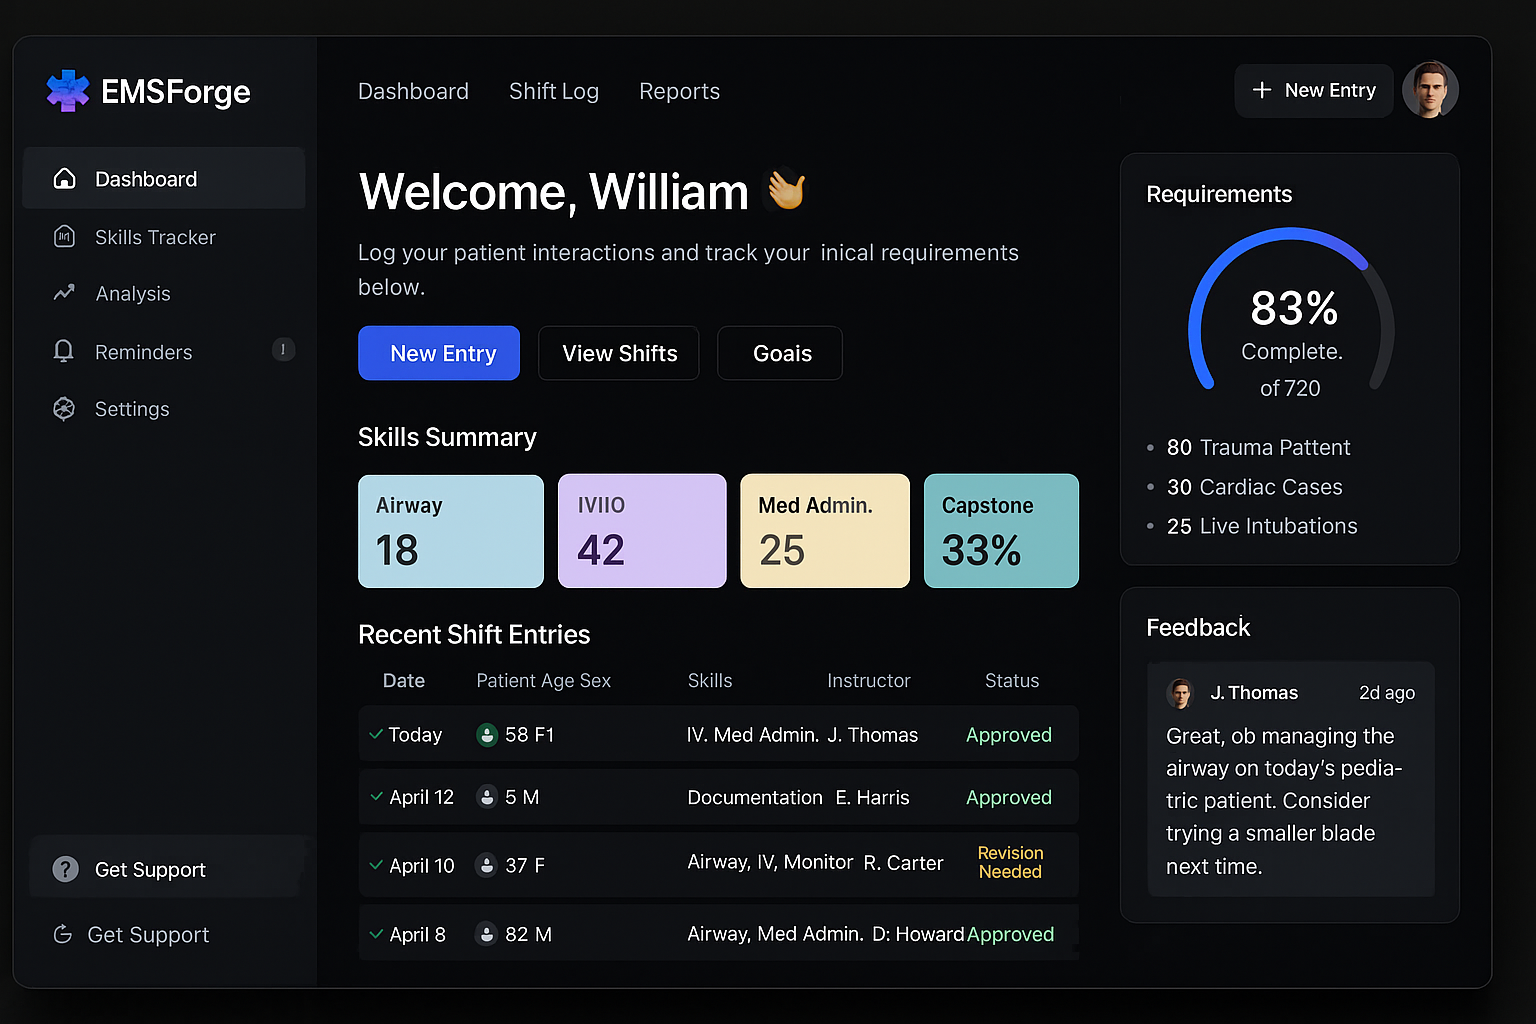 EMSForge
Dashboard
Skills Tracker
Analysis
Reminders
Settings
Get Support
Get Support
Dashboard Shift Log Reports
+ New Entry
Welcome, William 👋
Log your patient interactions and track your inical requirements
below.
New Entry View Shifts Goais
Skills Summary
Airway
18
IVIIO
42
Med Admin.
25
Capstone
33%
Recent Shift Entries
Date Patient Age Sex Skills Instructor Status
Today 58 F1 IV. Med Admin. J. Thomas Approved
April 12 5 M Documentation E. Harris Approved
April 10 37 F Airway, IV, Monitor R. Carter Revision
Needed
April 8 82 M Airway, Med Admin. D: Howard Approved
Requirements
83%
Complete.
of 720
• 80 Trauma Pattent
• 30 Cardiac Cases
• 25 Live Intubations
Feedback
J. Thomas 2d ago
Great, ob managing the
airway on today’s pedia-
tric patient. Consider
trying a smaller blade
next time.